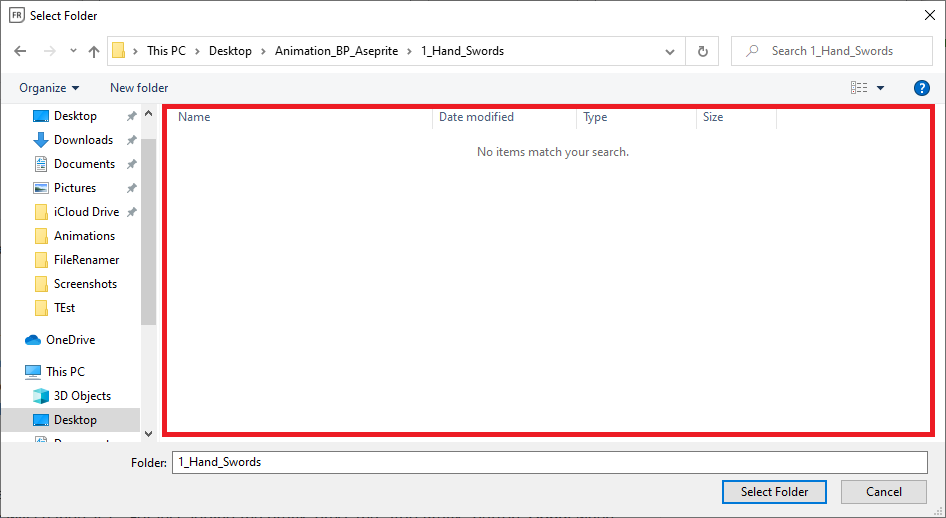 FR Select Folder
This PC > Desktop > Animation_BP_Aseprite > 1_Hand_Swords
Search 1_Hand_Swords
Organize
New folder
?
Desktop
Downloads
Documents
Pictures
iCloud Drive
Animations
FileRenamer
Screenshots
TEst
OneDrive
This PC
3D Objects
Desktop
Name Date modified Type Size
No items match your search.
Folder: 1_Hand_Swords
Select Folder Cancel